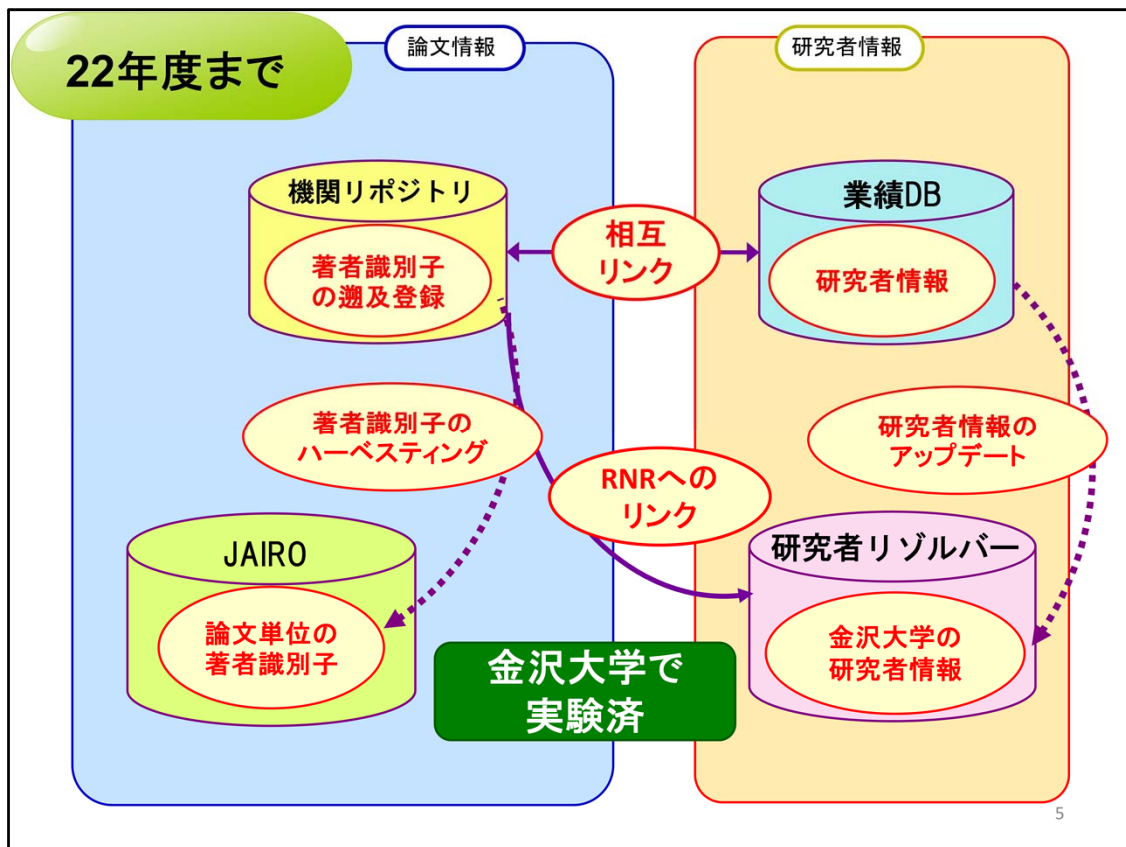 22年度まで
論文情報
研究者情報
機関リポジトリ
著者識別子
の遡及登録
相互
リンク
業績DB
研究者情報
著者識別子の
ハーベスティング
RNRへの
リンク
研究者情報の
アップデート
JAIRO
論文単位の
著者識別子
研究者リゾルバー
金沢大学の
研究者情報
金沢大学で
実験済
5